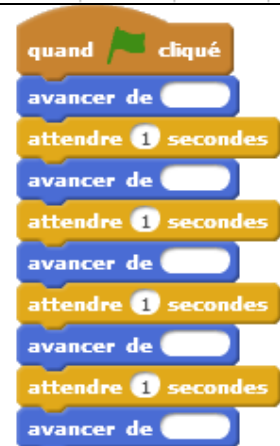 quand cliqué
avancer de
attendre 1 secondes
avancer de
attendre 1 secondes
avancer de
attendre 1 secondes
avancer de
attendre 1 secondes
avancer de